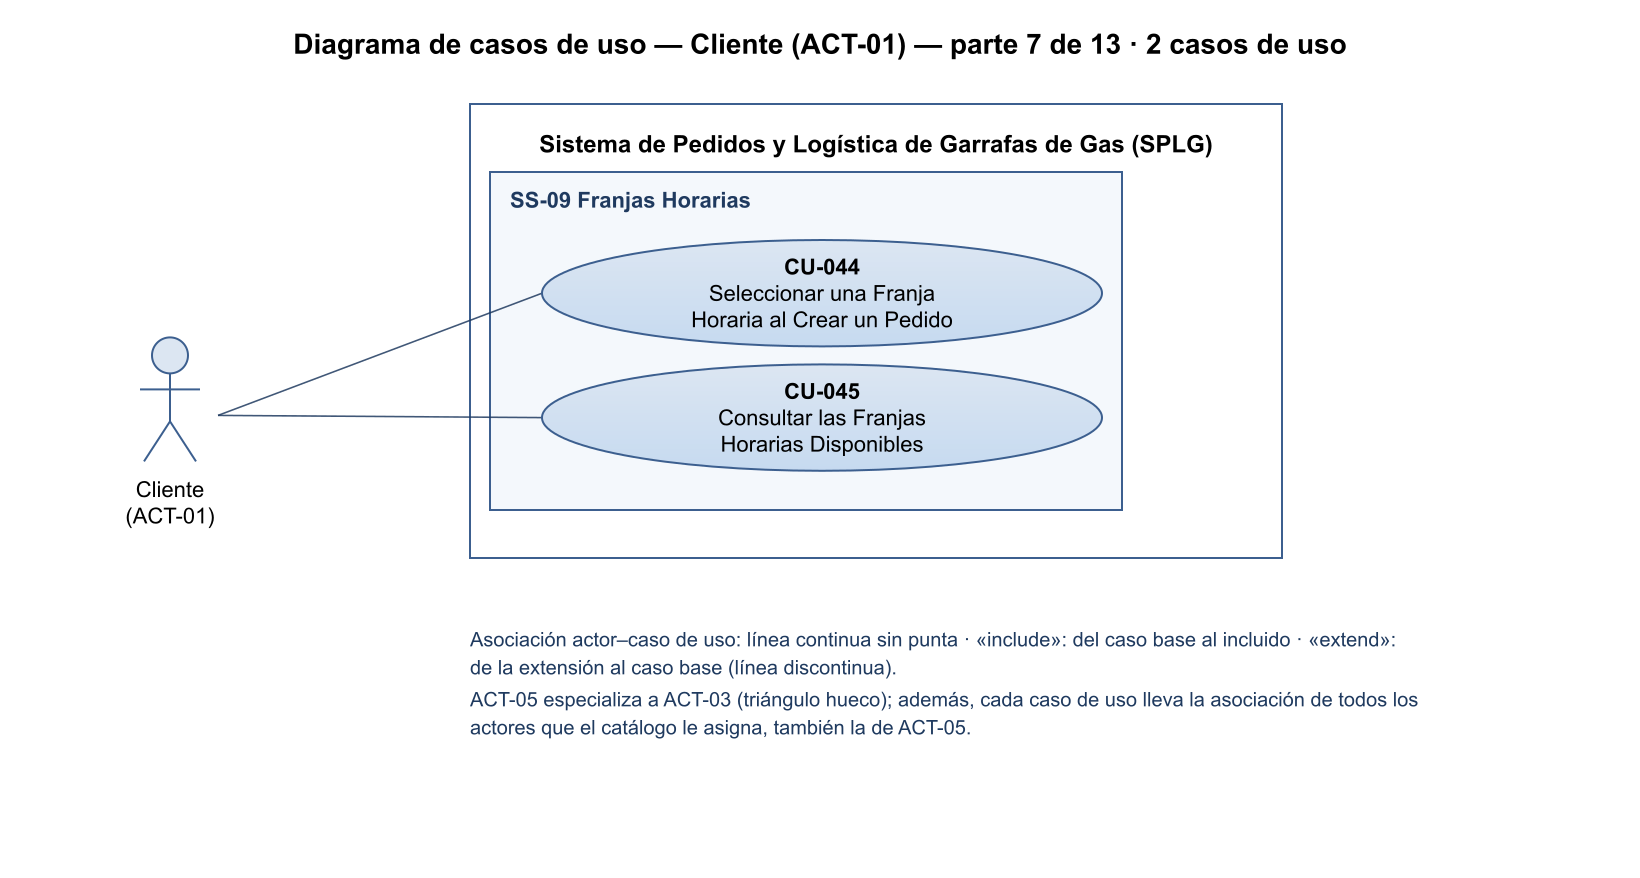 Diagrama de casos de uso — Cliente (ACT-01) — parte 7 de 13 · 2 casos de uso
Sistema de Pedidos y Logística de Garrafas de Gas (SPLG)
SS-09 Franjas Horarias
CU-044
Seleccionar una Franja
Horaria al Crear un Pedido
CU-045
Consultar las Franjas
Horarias Disponibles
Cliente
(ACT-01)
Asociación actor–caso de uso: línea continua sin punta · «include»: del caso base al incluido · «extend»:
de la extensión al caso base (línea discontinua).
ACT-05 especializa a ACT-03 (triángulo hueco); además, cada caso de uso lleva la asociación de todos los
actores que el catálogo le asigna, también la de ACT-05.